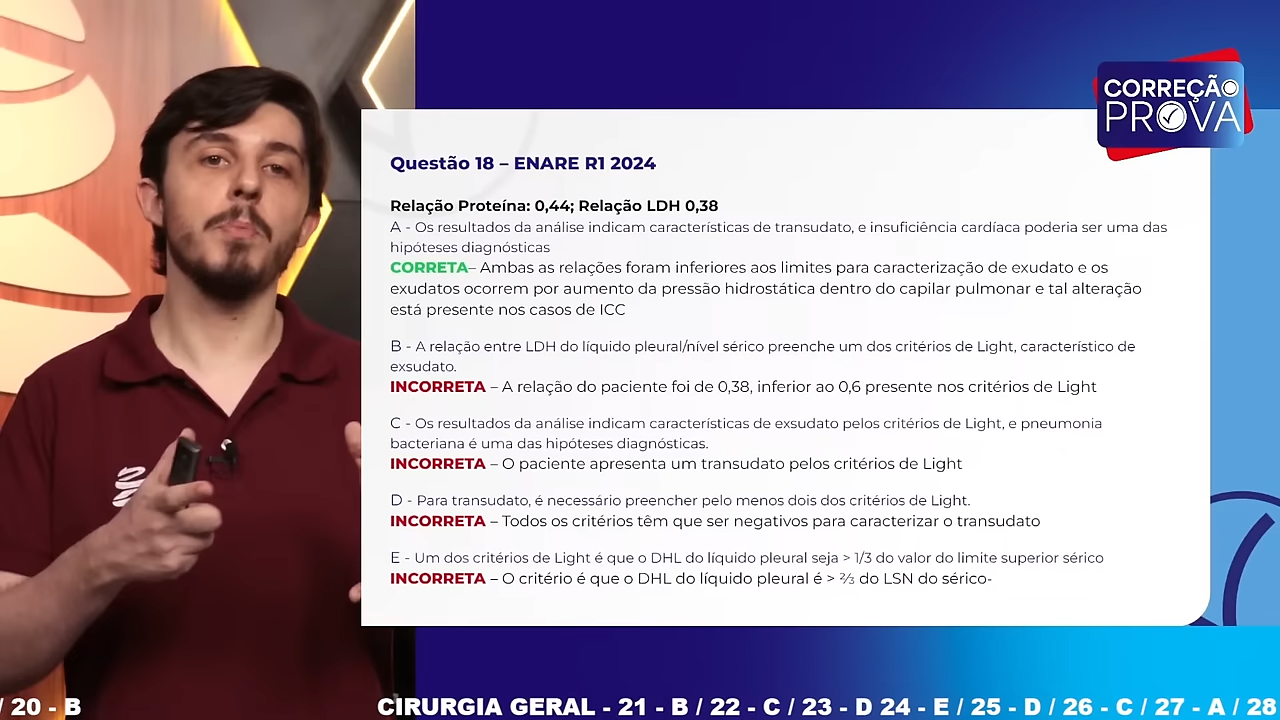 CORREÇÃO
PROVA
Questão 18 – ENARE R1 2024
Relação Proteína: 0,44; Relação LDH 0,38
A - Os resultados da análise indicam características de transudato, e insuficiência cardíaca poderia ser uma das
hipóteses diagnósticas
CORRETA– Ambas as relações foram inferiores aos limites para caracterização de exudato e os
exudatos ocorrem por aumento da pressão hidrostática dentro do capilar pulmonar e tal alteração
está presente nos casos de ICC
B - A relação entre LDH do líquido pleural/nível sérico preenche um dos critérios de Light, característico de
exsudato.
INCORRETA – A relação do paciente foi de 0,38, inferior ao 0,6 presente nos critérios de Light
C - Os resultados da análise indicam características de exsudato pelos critérios de Light, e pneumonia
bacteriana é uma das hipóteses diagnósticas.
INCORRETA – O paciente apresenta um transudato pelos critérios de Light
D - Para transudato, é necessário preencher pelo menos dois dos critérios de Light.
INCORRETA – Todos os critérios têm que ser negativos para caracterizar o transudato
E - Um dos critérios de Light é que o DHL do líquido pleural seja > 1/3 do valor do limite superior sérico
INCORRETA – O critério é que o DHL do líquido pleural é > ⅔ do LSN do sérico-
/ 20 - B CIRURGIA GERAL - 21 - B / 22 - C / 23 - D 24 - E / 25 - D / 26 - C / 27 - A / 28